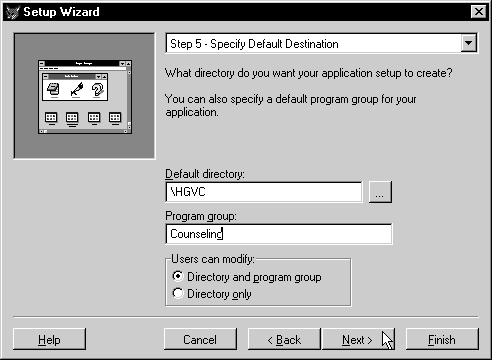 Setup Wizard
Step 5 - Specify Default Destination
What directory do you want your application setup to create?
You can also specify a default program group for your
application.
Default directory:
\HGVC
...
Program group:
Counseling
Users can modify:
Directory and program group
Directory only
Help
Cancel
< Back
Next >
Finish